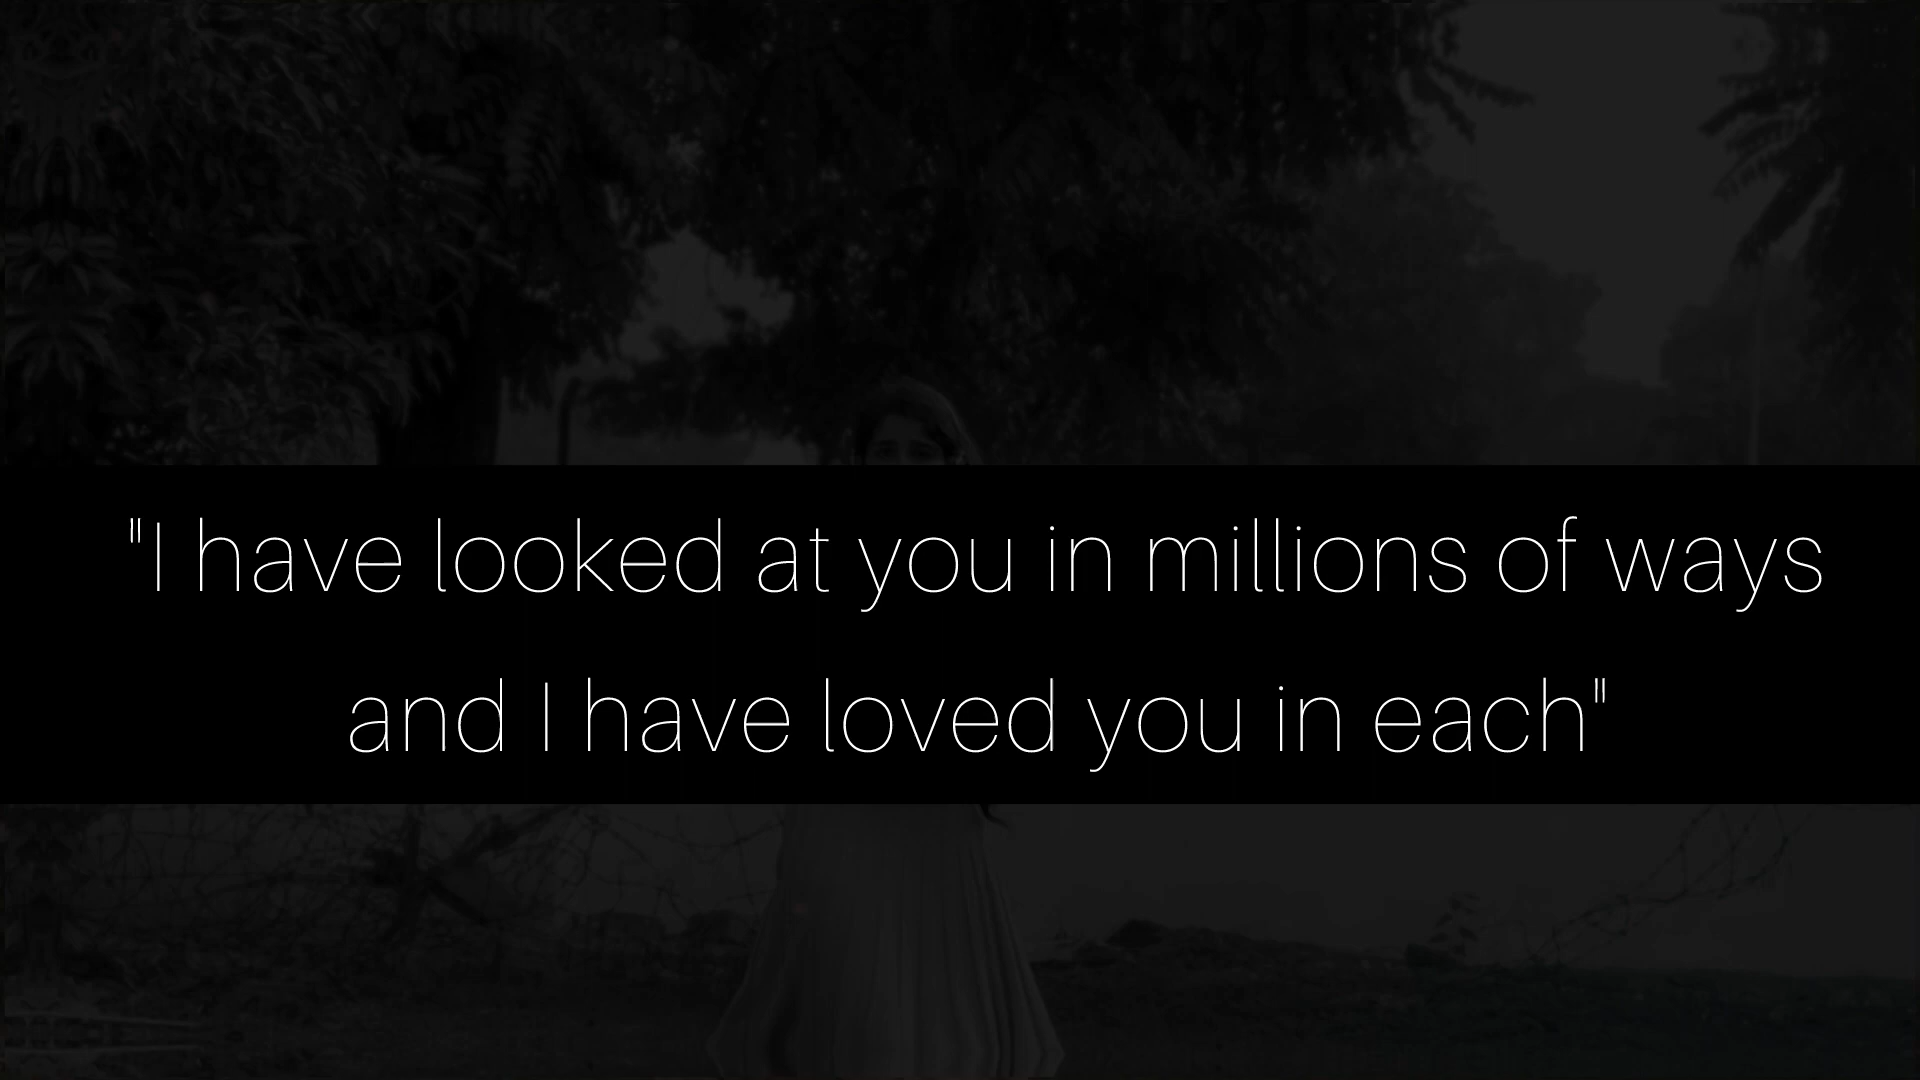 "I have looked at you in millions of ways
and I have loved you in each"